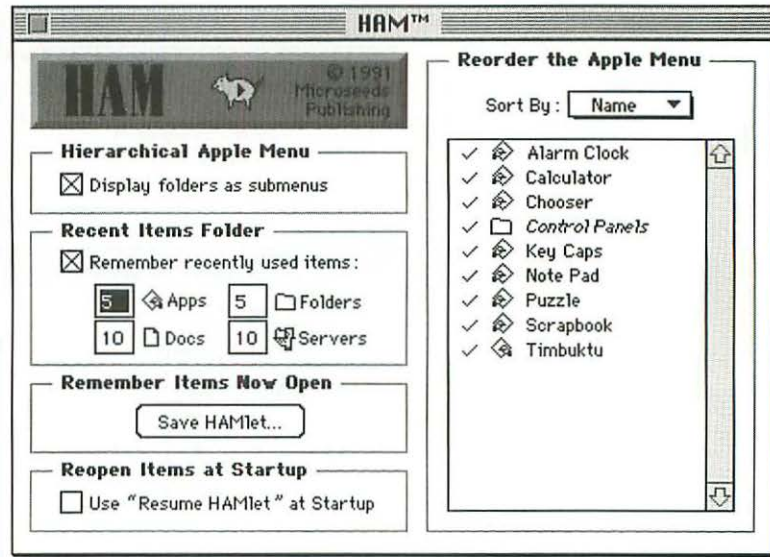 HAM™
HAM
© 1991
Microseeds
Publishing
Hierarchical Apple Menu
Display folders as submenus
Recent Items Folder
Remember recently used items:
5 Apps 5 Folders
10 Docs 10 Servers
Remember Items Now Open
Save HAMlet...
Reopen Items at Startup
Use "Resume HAMlet" at Startup
Reorder the Apple Menu
Sort By: Name
Alarm Clock
Calculator
Chooser
Control Panels
Key Caps
Note Pad
Puzzle
Scrapbook
Timbuktu